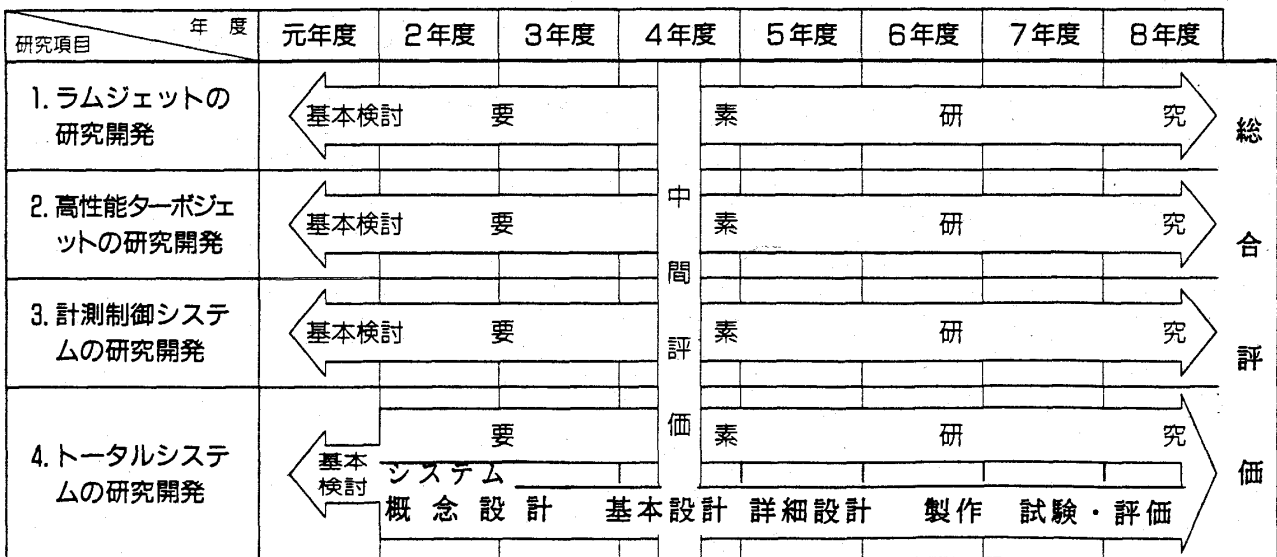 年 度
研究項目
元年度 2年度 3年度 4年度 5年度 6年度 7年度 8年度
1. ラムジェットの
研究開発
基本検討 要 素 研 究
2. 高性能ターボジェ
ットの研究開発
基本検討 要 素 研 究
3. 計測制御システ
ムの研究開発
基本検討 要 素 研 究
4. トータルシステ
ムの研究開発
基本
検討
要 素 研 究
システム
概念設計 基本設計 詳細設計 製作 試験・評価
中間評価
総合評価